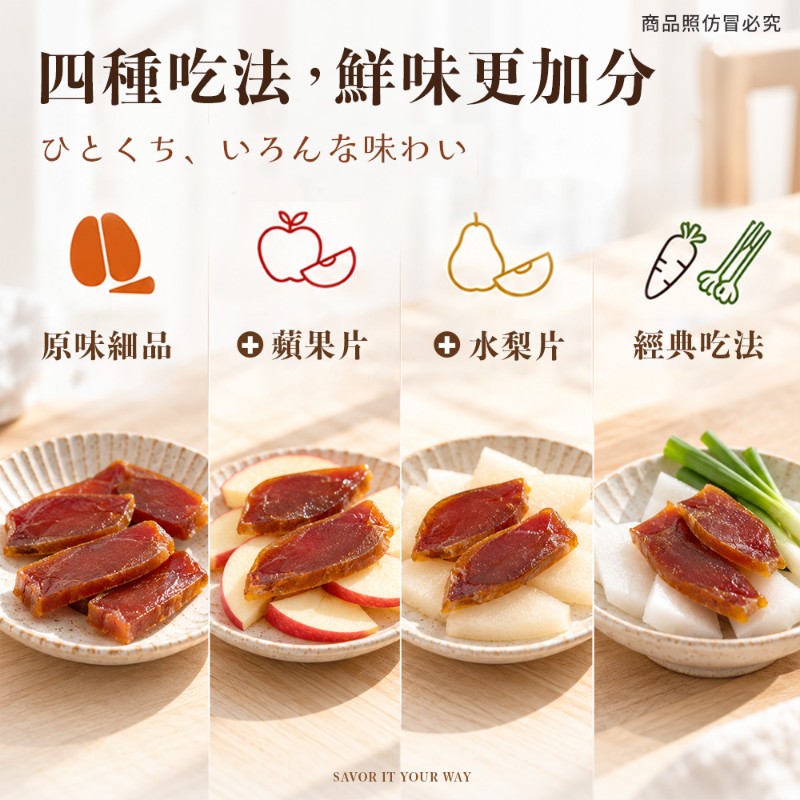 商品照仿冒必究
四種吃法,鮮味更加分
ひとくち、いろんな味わい
原味細品
+蘋果片
+水梨片
經典吃法
SAVOR IT YOUR WAY